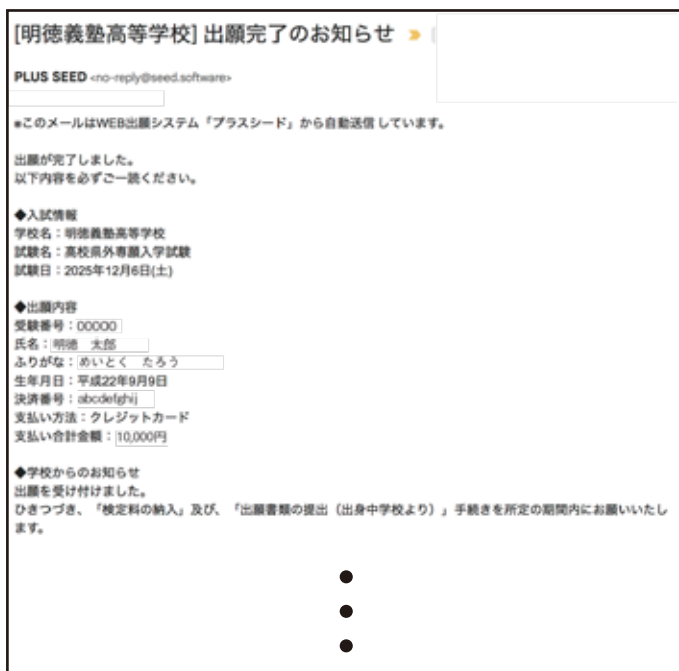 [明徳義塾高等学校] 出願完了のお知らせ
PLUS SEED <no-reply@seed.software>
※このメールはWEB出願システム「プラスシード」から自動送信しています。
出願が完了しました。
以下内容を必ずご一読ください。
◆入試情報
学校名：明徳義塾高等学校
試験名：高校県外専願入学試験
試験日：2025年12月6日(土)
◆出願内容
受験番号：00000
氏名：明徳　太郎
ふりがな：めいとく　たろう
生年月日：平成22年9月9日
決済番号：abcdefghij
支払い方法：クレジットカード
支払い合計金額：10,000円
◆学校からのお知らせ
出願を受け付けました。
ひきつづき、「検定料の納入」及び、「出願書類の提出（出身中学校より）」手続きを所定の期間内にお願いいたし
ます。